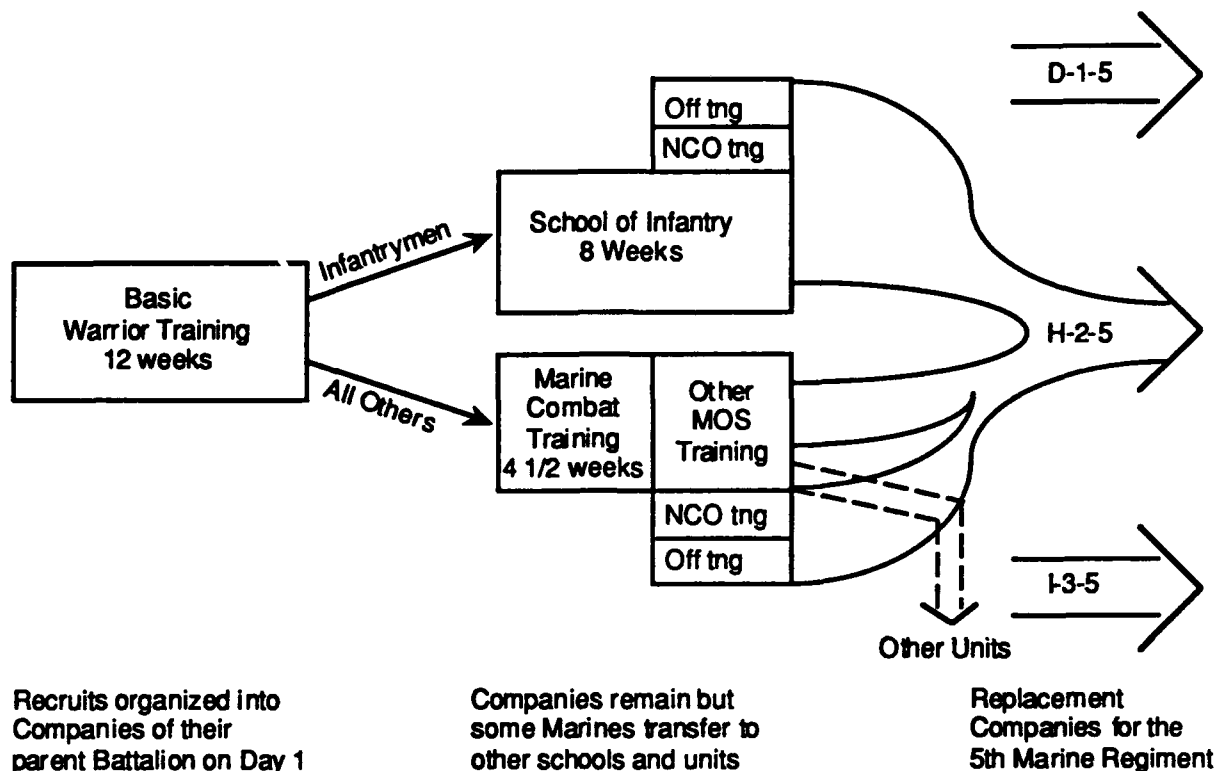 D-1-5
Off tng
NCO tng
School of Infantry
8 Weeks
Infantrymen
Basic
Warrior Training
12 weeks
H-2-5
All Others
Marine
Combat
Training
4 1/2 weeks
Other
MOS
Training
NCO tng
Off tng
I-3-5
Other Units
Recruits organized into
Companies of their
parent Battalion on Day 1
Companies remain but
some Marines transfer to
other schools and units
Replacement
Companies for the
5th Marine Regiment